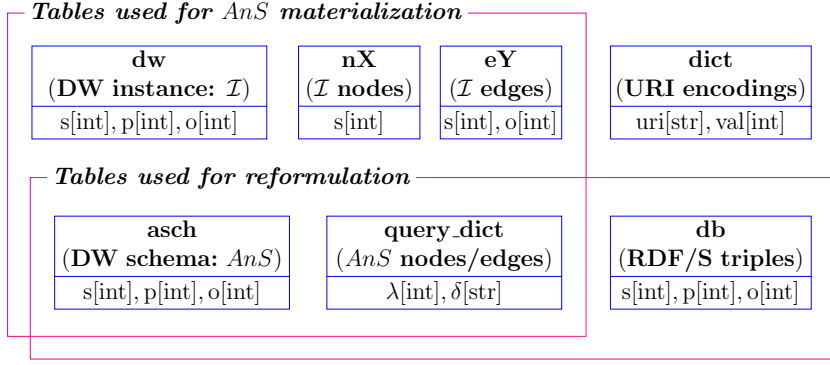 Tables used for AnS materialization
dw
(DW instance: I)
s[int], p[int], o[int]
nX
(I nodes)
s[int]
eY
(I edges)
s[int], o[int]
dict
(URI encodings)
uri[str], val[int]
Tables used for reformulation
asch
(DW schema: AnS)
s[int], p[int], o[int]
query_dict
(AnS nodes/edges)
λ[int], δ[str]
db
(RDF/S triples)
s[int], p[int], o[int]